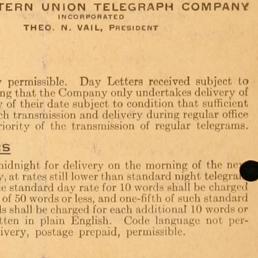 TERN UNION TELEGRAPH COMPANY
INCORPORATED
THEO. N. VAIL, PRESIDENT
y permissible. Day Letters received subject to
ng that the Company only undertakes delivery of
y of their date subject to condition that sufficient
ch transmission and delivery during regular office
riority of the transmission of regular telegrams.
RS
midnight for delivery on the morning of the ne
y, at rates still lower than standard night telegra
e standard day rate for 10 words shall be charged
of 50 words or less, and one-fifth of such standard
ds shall be charged for each additional 10 words or
tten in plain English. Code language not per-
livery, postage prepaid, permissible.